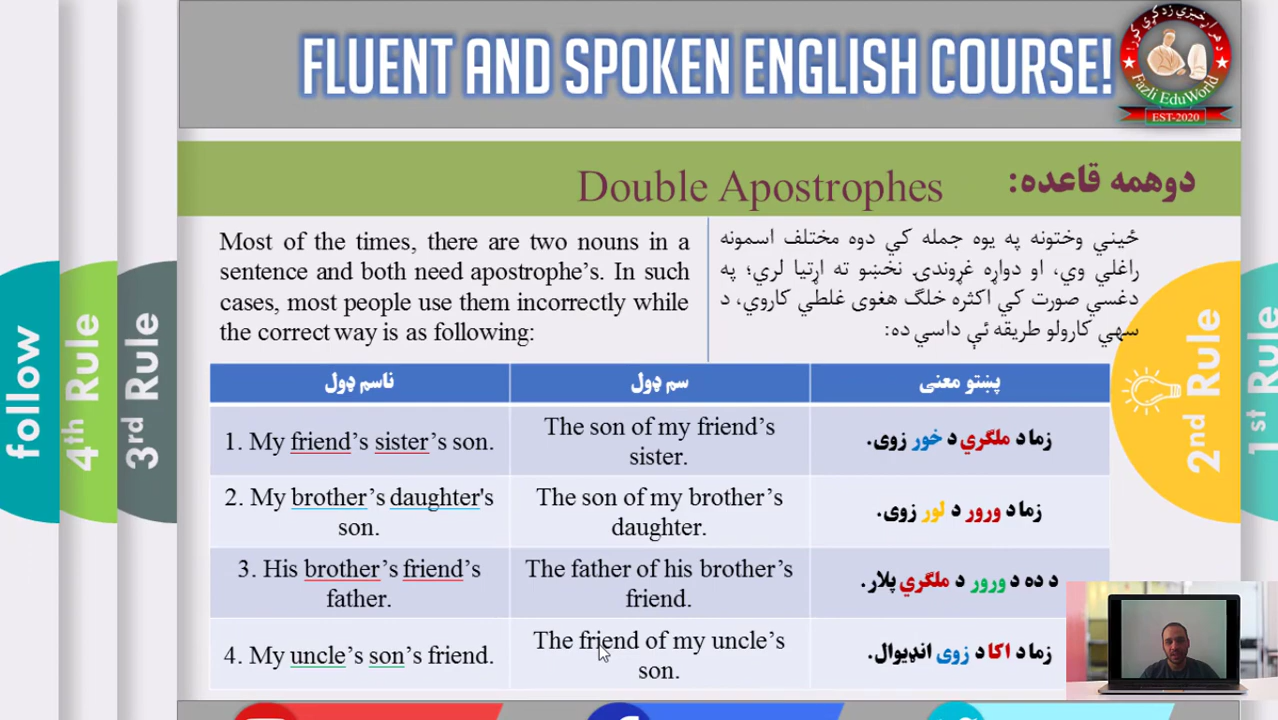 FLUENT AND SPOKEN ENGLISH COURSE!
د هر ارخيزي زده کړې کور!
Fazli EduWorld
EST-2020
Double Apostrophes
دوهمه قاعده:
Most of the times, there are two nouns in a
sentence and both need apostrophe’s. In such
cases, most people use them incorrectly while
the correct way is as following:
ځيني وختونه په يوه جمله کي دوه مختلف اسمونه
راغلي وي، او دواړه غړوندۍ نخښو ته اړتيا لري؛ په
دغسي صورت کي اکثره خلګ هغوی غلطي کاروي، د
سهي کارولو طريقه ئې داسي ده:
ناسم ډول
سم ډول
پښتو معنی
1. My friend’s sister’s son.
The son of my friend’s
sister.
زما د ملګري د خور زوی.
2. My brother’s daughter's
son.
The son of my brother’s
daughter.
زما د ورور د لور زوی.
3. His brother’s friend’s
father.
The father of his brother’s
friend.
د ده د ورور د ملګري پلار.
4. My uncle’s son’s friend.
The friend of my uncle’s
son.
زما د اکا د زوی انډيوال.
follow
4th Rule
3rd Rule
2nd Rule
1st Rule